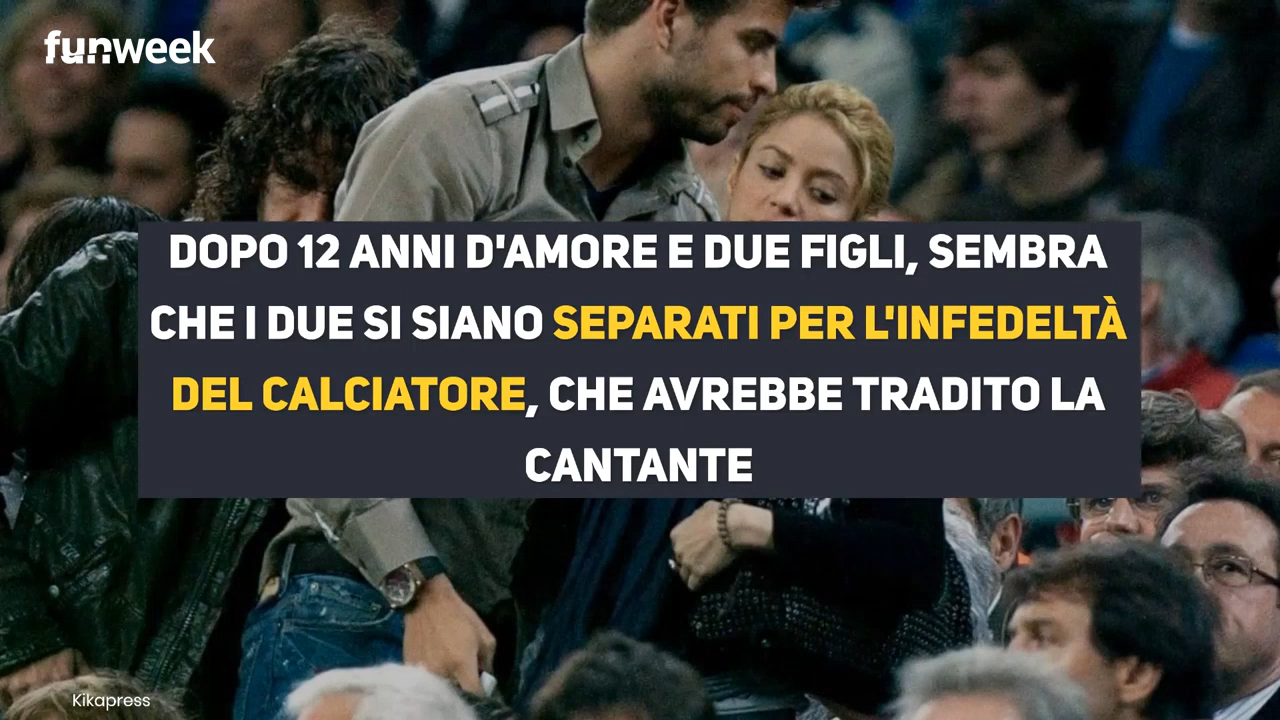 funweek
DOPO 12 ANNI D'AMORE E DUE FIGLI, SEMBRA
CHE I DUE SI SIANO SEPARATI PER L'INFEDELTÀ
DEL CALCIATORE, CHE AVREBBE TRADITO LA
CANTANTE
Kikapress